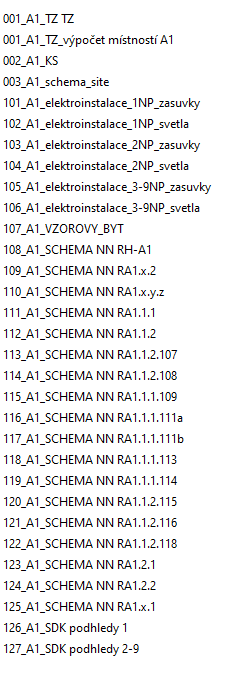 001_A1_TZ TZ
001_A1_TZ_výpočet místností A1
002_A1_KS
003_A1_schema_site
101_A1_elektroinstalace_1NP_zasuvky
102_A1_elektroinstalace_1NP_svetla
103_A1_elektroinstalace_2NP_zasuvky
104_A1_elektroinstalace_2NP_svetla
105_A1_elektroinstalace_3-9NP_zasuvky
106_A1_elektroinstalace_3-9NP_svetla
107_A1_VZOROVY_BYT
108_A1_SCHEMA NN RH-A1
109_A1_SCHEMA NN RA1.x.2
110_A1_SCHEMA NN RA1.x.y.z
111_A1_SCHEMA NN RA1.1.1
112_A1_SCHEMA NN RA1.1.2
113_A1_SCHEMA NN RA1.1.2.107
114_A1_SCHEMA NN RA1.1.2.108
115_A1_SCHEMA NN RA1.1.1.109
116_A1_SCHEMA NN RA1.1.1.111a
117_A1_SCHEMA NN RA1.1.1.111b
118_A1_SCHEMA NN RA1.1.1.113
119_A1_SCHEMA NN RA1.1.1.114
120_A1_SCHEMA NN RA1.1.2.115
121_A1_SCHEMA NN RA1.1.2.116
122_A1_SCHEMA NN RA1.1.2.118
123_A1_SCHEMA NN RA1.2.1
124_A1_SCHEMA NN RA1.2.2
125_A1_SCHEMA NN RA1.x.1
126_A1_SDK podhledy 1
127_A1_SDK podhledy 2-9